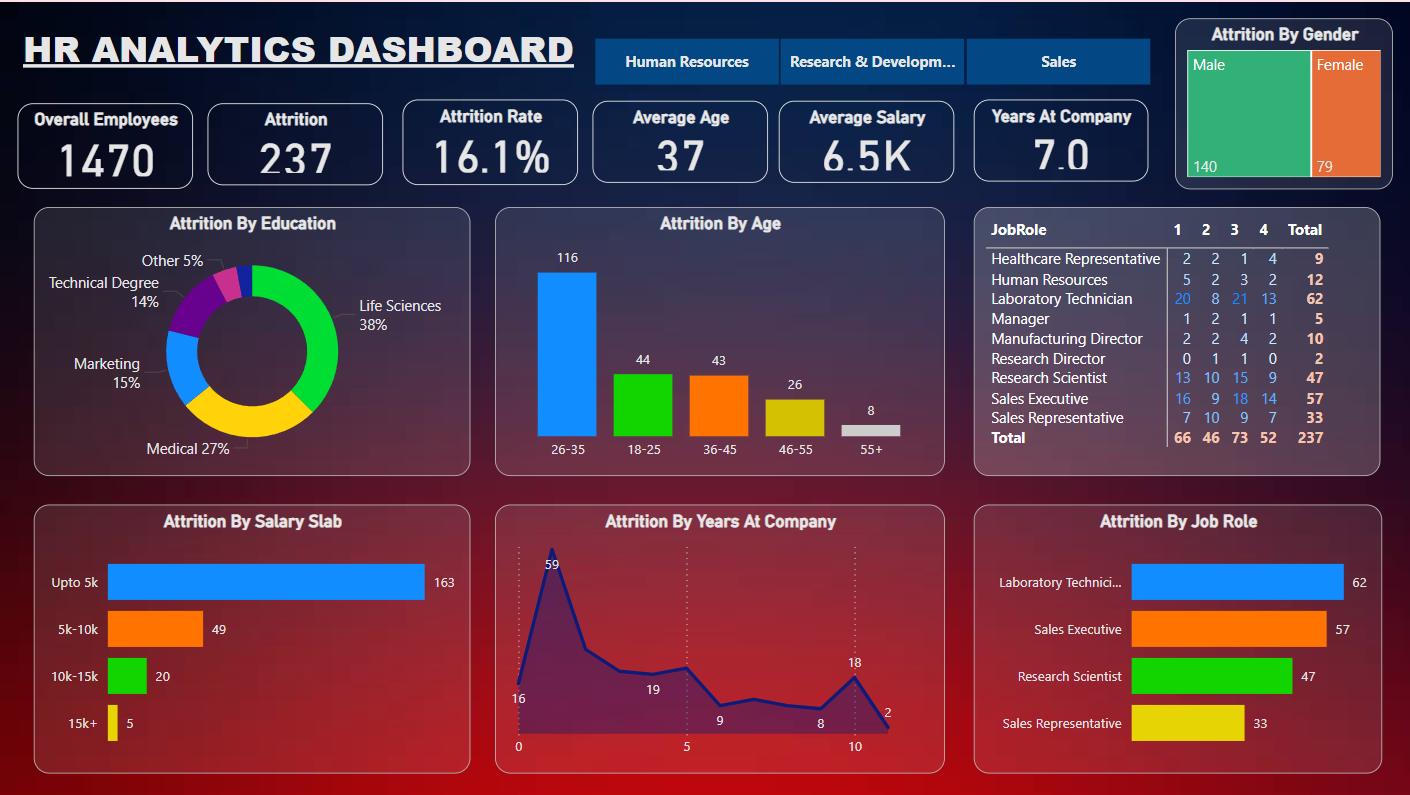 HR ANALYTICS DASHBOARD
Human Resources
Research & Developm...
Sales
Attrition By Gender
Male
Female
140
79
Overall Employees
1470
Attrition
237
Attrition Rate
16.1%
Average Age
37
Average Salary
6.5K
Years At Company
7.0
Attrition By Education
Other 5%
Technical Degree
14%
Life Sciences
38%
Marketing
15%
Medical 27%
Attrition By Age
116
44
43
26
8
26-35
18-25
36-45
46-55
55+
JobRole 1 2 3 4 Total
Healthcare Representative 2 2 1 4 9
Human Resources 5 2 3 2 12
Laboratory Technician 20 8 21 13 62
Manager 1 2 1 1 5
Manufacturing Director 2 2 4 2 10
Research Director 0 1 1 0 2
Research Scientist 13 10 15 9 47
Sales Executive 16 9 18 14 57
Sales Representative 7 10 9 7 33
Total 66 46 73 52 237
Attrition By Salary Slab
Upto 5k 163
5k-10k 49
10k-15k 20
15k+ 5
Attrition By Years At Company
59
16
19
9
8
18
2
0 5 10
Attrition By Job Role
Laboratory Technici... 62
Sales Executive 57
Research Scientist 47
Sales Representative 33